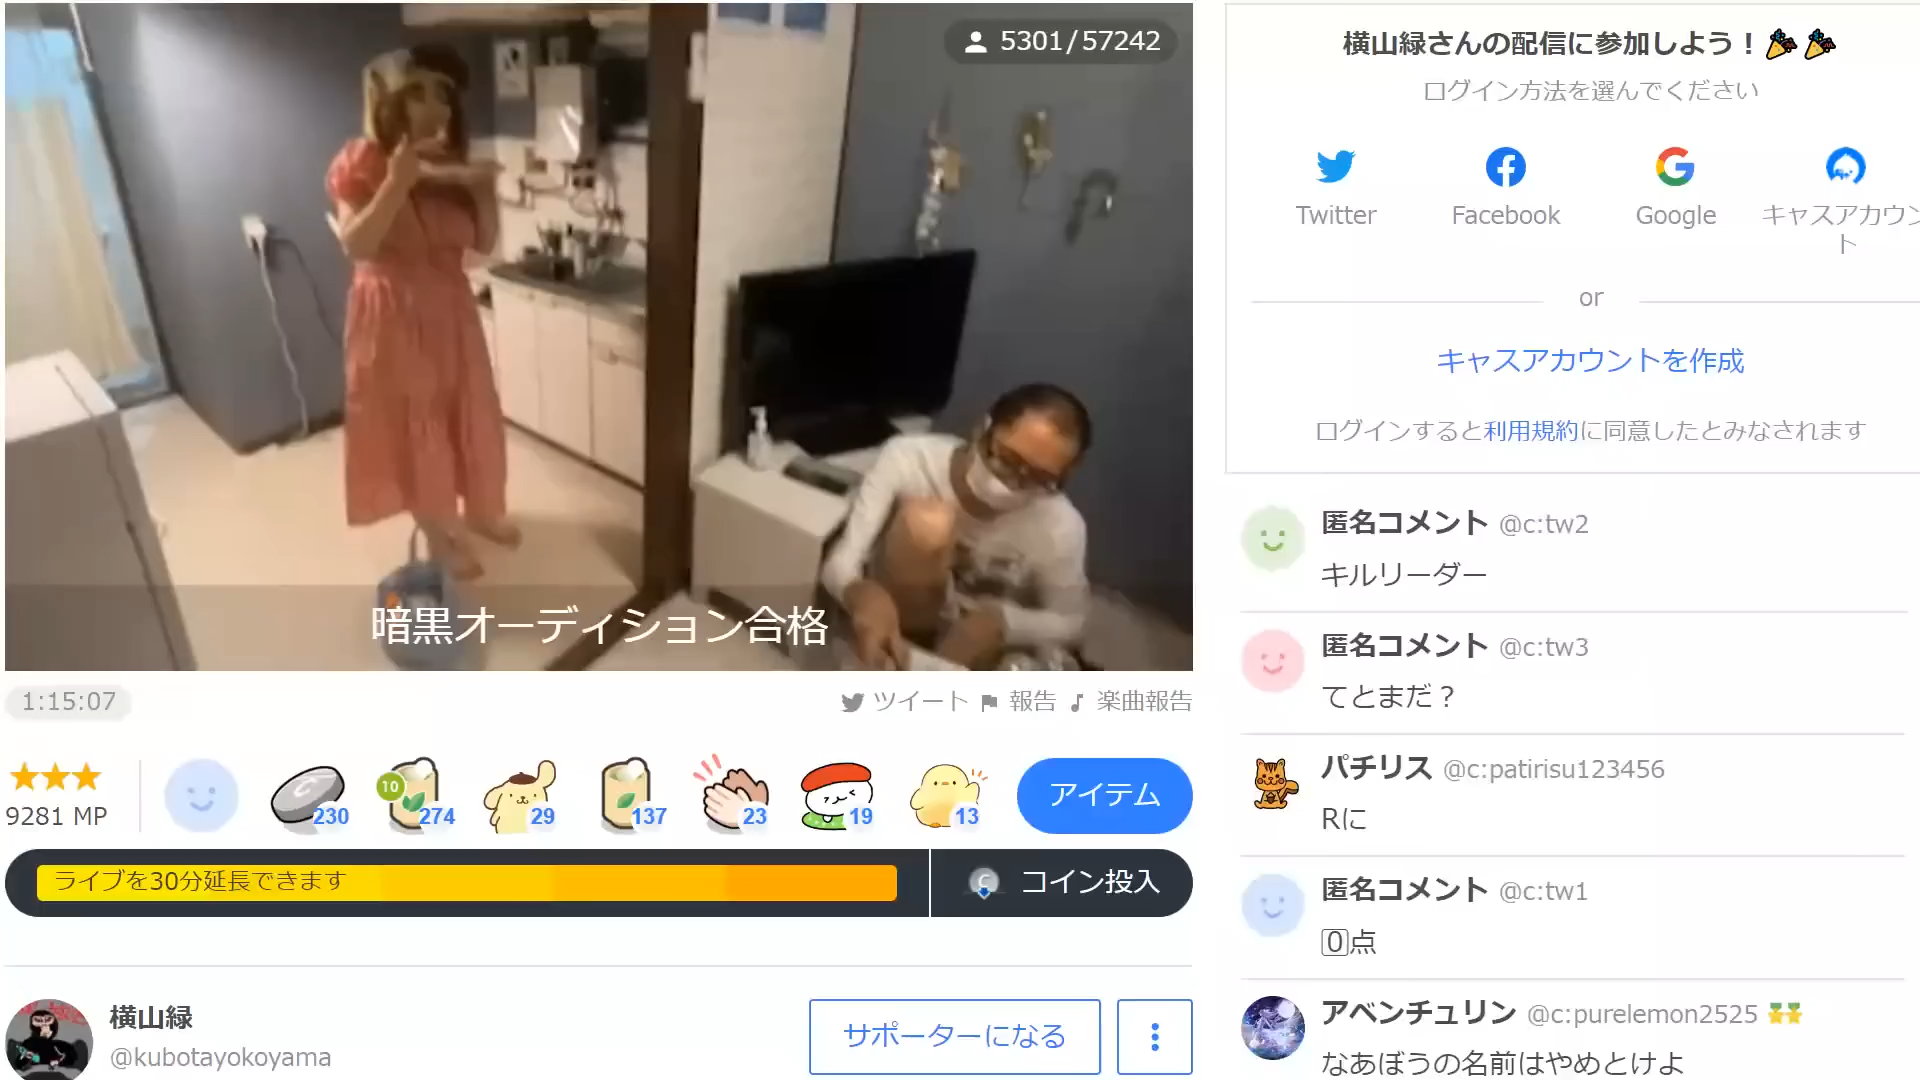 5301/57242
暗黒オーディション合格
1:15:07
ツイート 報告 楽曲報告
9281 MP
230
10
274
29
137
23
19
13
アイテム
ライブを30分延長できます
コイン投入
横山緑
@kubotayokoyama
サポーターになる
横山緑さんの配信に参加しよう！
ログイン方法を選んでください
Twitter
Facebook
Google
キャスアカウン
ト
or
キャスアカウントを作成
ログインすると利用規約に同意したとみなされます
匿名コメント @c:tw2
キルリーダー
匿名コメント @c:tw3
てとまだ？
パチリス @c:patirisu123456
Rに
匿名コメント @c:tw1
0点
アベンチュリン @c:purelemon2525
なあぼうの名前はやめとけよ